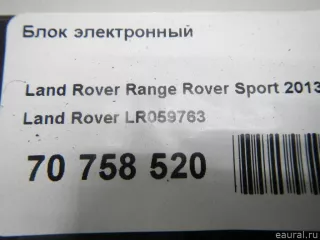 Блок электронный
Land Rover Range Rover Sport 2013
Land Rover LR059763
70 758 520
eaural.ru